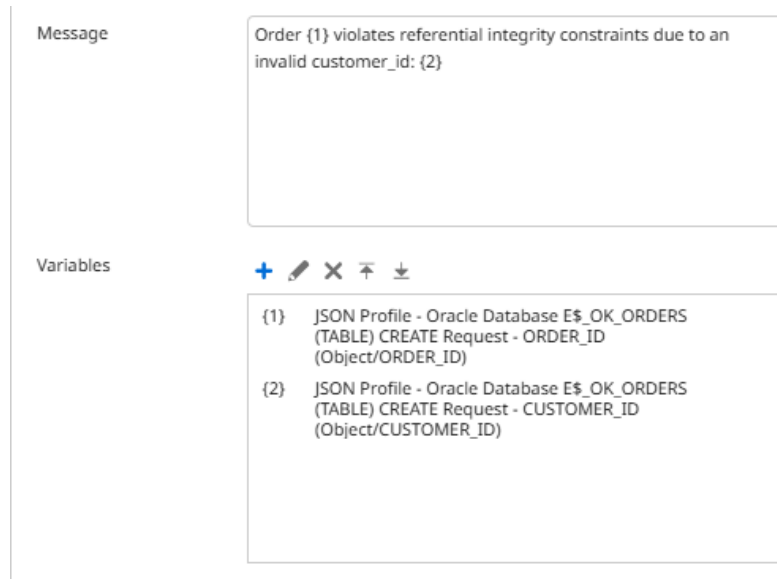 Message
Order {1} violates referential integrity constraints due to an
invalid customer_id: {2}
Variables
{1} JSON Profile - Oracle Database E$_OK_ORDERS
(TABLE) CREATE Request - ORDER_ID
(Object/ORDER_ID)
{2} JSON Profile - Oracle Database E$_OK_ORDERS
(TABLE) CREATE Request - CUSTOMER_ID
(Object/CUSTOMER_ID)